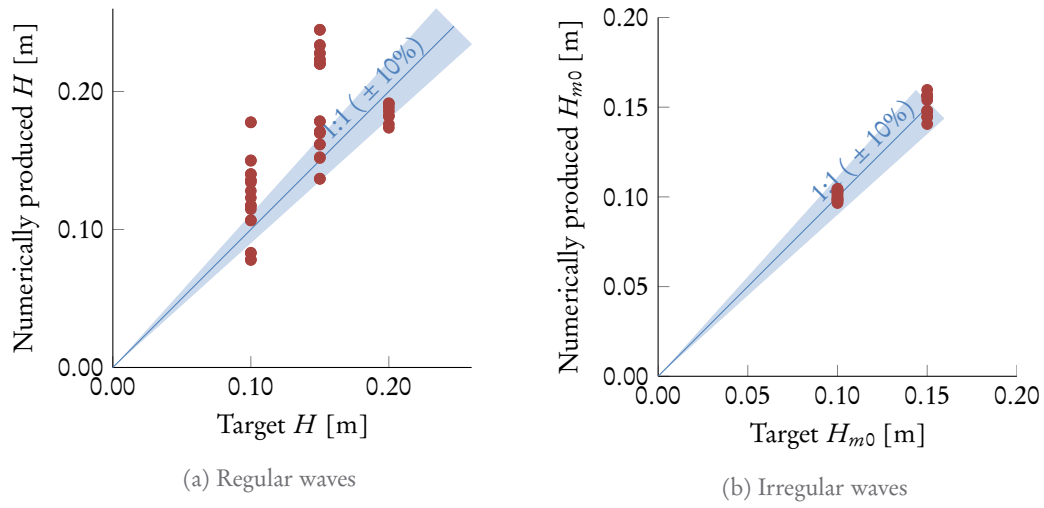 Numerically produced H [m]
0.20
0.10
0.00
0.00
0.10
0.20
1:1 ( ± 10%)
Target H [m]
(a) Regular waves
Numerically produced Hm0 [m]
0.20
0.15
0.10
0.05
0.00
0.00
0.05
0.10
0.15
0.20
1:1 ( ± 10%)
Target Hm0 [m]
(b) Irregular waves